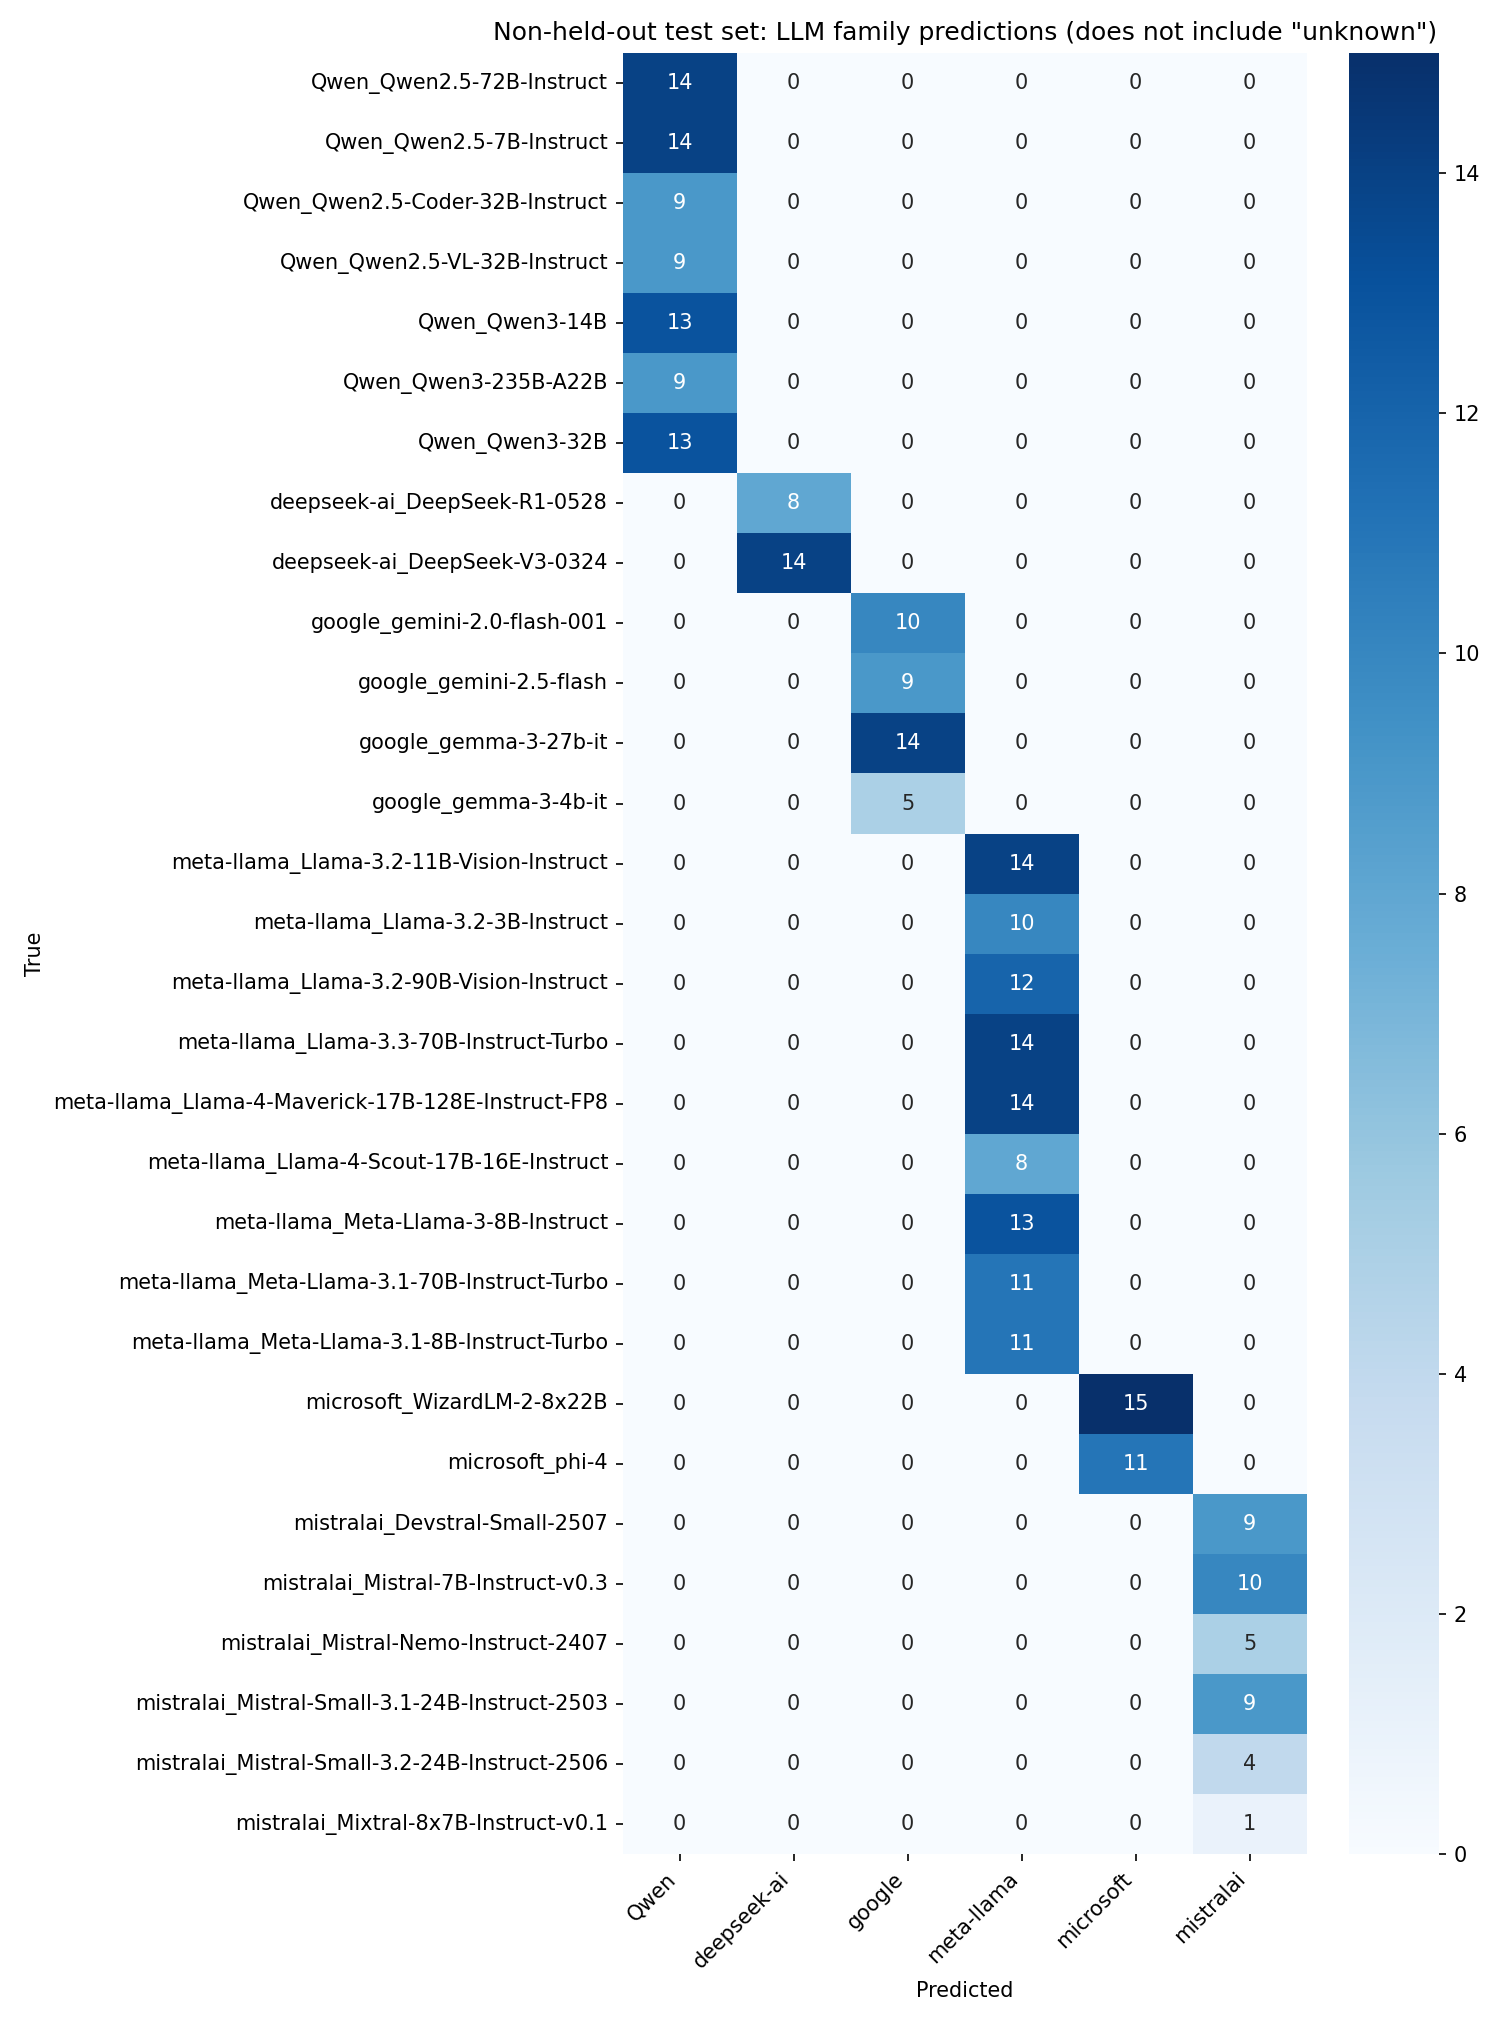 Non-held-out test set: LLM family predictions (does not include "unknown")
Qwen_Qwen2.5-72B-Instruct 14 0 0 0 0 0
Qwen_Qwen2.5-7B-Instruct 14 0 0 0 0 0
Qwen_Qwen2.5-Coder-32B-Instruct 9 0 0 0 0 0
Qwen_Qwen2.5-VL-32B-Instruct 9 0 0 0 0 0
Qwen_Qwen3-14B 13 0 0 0 0 0
Qwen_Qwen3-235B-A22B 9 0 0 0 0 0
Qwen_Qwen3-32B 13 0 0 0 0 0
deepseek-ai_DeepSeek-R1-0528 0 8 0 0 0 0
deepseek-ai_DeepSeek-V3-0324 0 14 0 0 0 0
google_gemini-2.0-flash-001 0 0 10 0 0 0
google_gemini-2.5-flash 0 0 9 0 0 0
google_gemma-3-27b-it 0 0 14 0 0 0
google_gemma-3-4b-it 0 0 5 0 0 0
meta-llama_Llama-3.2-11B-Vision-Instruct 0 0 0 14 0 0
meta-llama_Llama-3.2-3B-Instruct 0 0 0 10 0 0
meta-llama_Llama-3.2-90B-Vision-Instruct 0 0 0 12 0 0
meta-llama_Llama-3.3-70B-Instruct-Turbo 0 0 0 14 0 0
meta-llama_Llama-4-Maverick-17B-128E-Instruct-FP8 0 0 0 14 0 0
meta-llama_Llama-4-Scout-17B-16E-Instruct 0 0 0 8 0 0
meta-llama_Meta-Llama-3-8B-Instruct 0 0 0 13 0 0
meta-llama_Meta-Llama-3.1-70B-Instruct-Turbo 0 0 0 11 0 0
meta-llama_Meta-Llama-3.1-8B-Instruct-Turbo 0 0 0 11 0 0
microsoft_WizardLM-2-8x22B 0 0 0 0 15 0
microsoft_phi-4 0 0 0 0 11 0
mistralai_Devstral-Small-2507 0 0 0 0 0 9
mistralai_Mistral-7B-Instruct-v0.3 0 0 0 0 0 10
mistralai_Mistral-Nemo-Instruct-2407 0 0 0 0 0 5
mistralai_Mistral-Small-3.1-24B-Instruct-2503 0 0 0 0 0 9
mistralai_Mistral-Small-3.2-24B-Instruct-2506 0 0 0 0 0 4
mistralai_Mixtral-8x7B-Instruct-v0.1 0 0 0 0 0 1
True
Qwen
deepseek-ai
google
meta-llama
microsoft
mistralai
Predicted
14
12
10
8
6
4
2
0